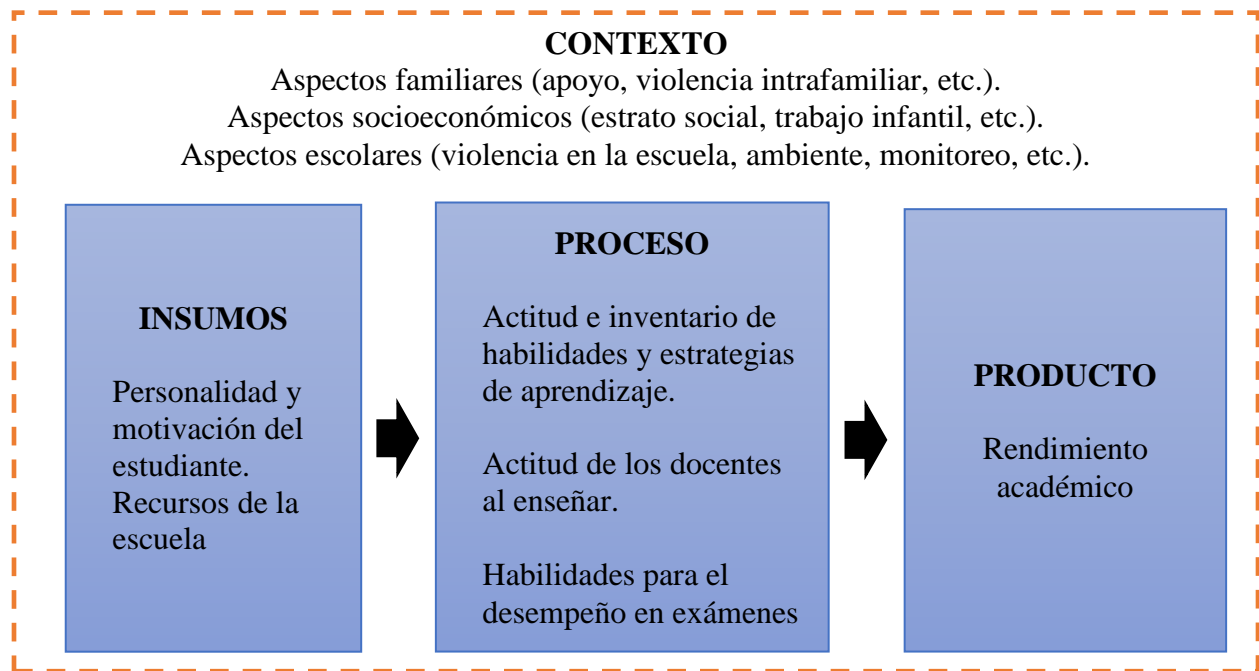 CONTEXTO
Aspectos familiares (apoyo, violencia intrafamiliar, etc.).
Aspectos socioeconómicos (estrato social, trabajo infantil, etc.).
Aspectos escolares (violencia en la escuela, ambiente, monitoreo, etc.).
INSUMOS
Personalidad y
motivación del
estudiante.
Recursos de la
escuela
PROCESO
Actitud e inventario de
habilidades y estrategias
de aprendizaje.
Actitud de los docentes
al enseñar.
Habilidades para el
desempeño en exámenes
PRODUCTO
Rendimiento
académico